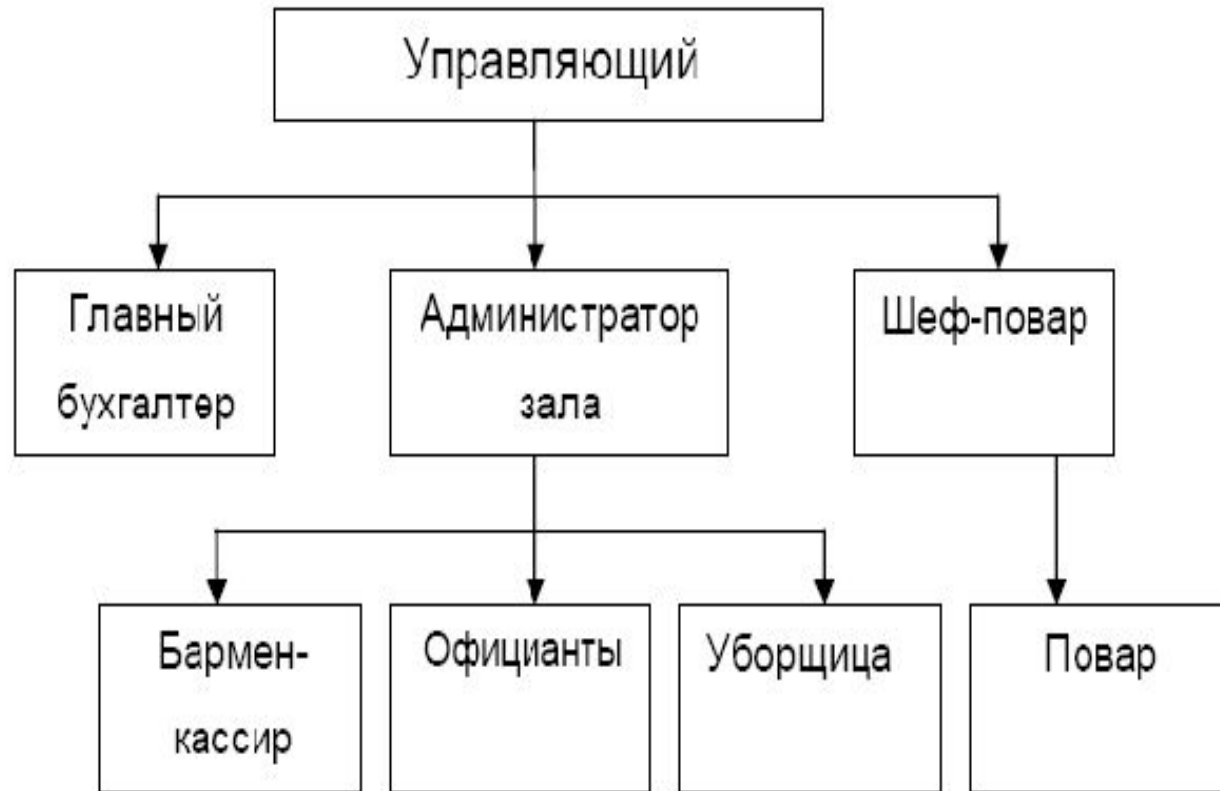 Управляющий
Главный
бухгалтер
Администратор
зала
Шеф-повар
Бармен-
кассир
Официанты
Уборщица
Повар